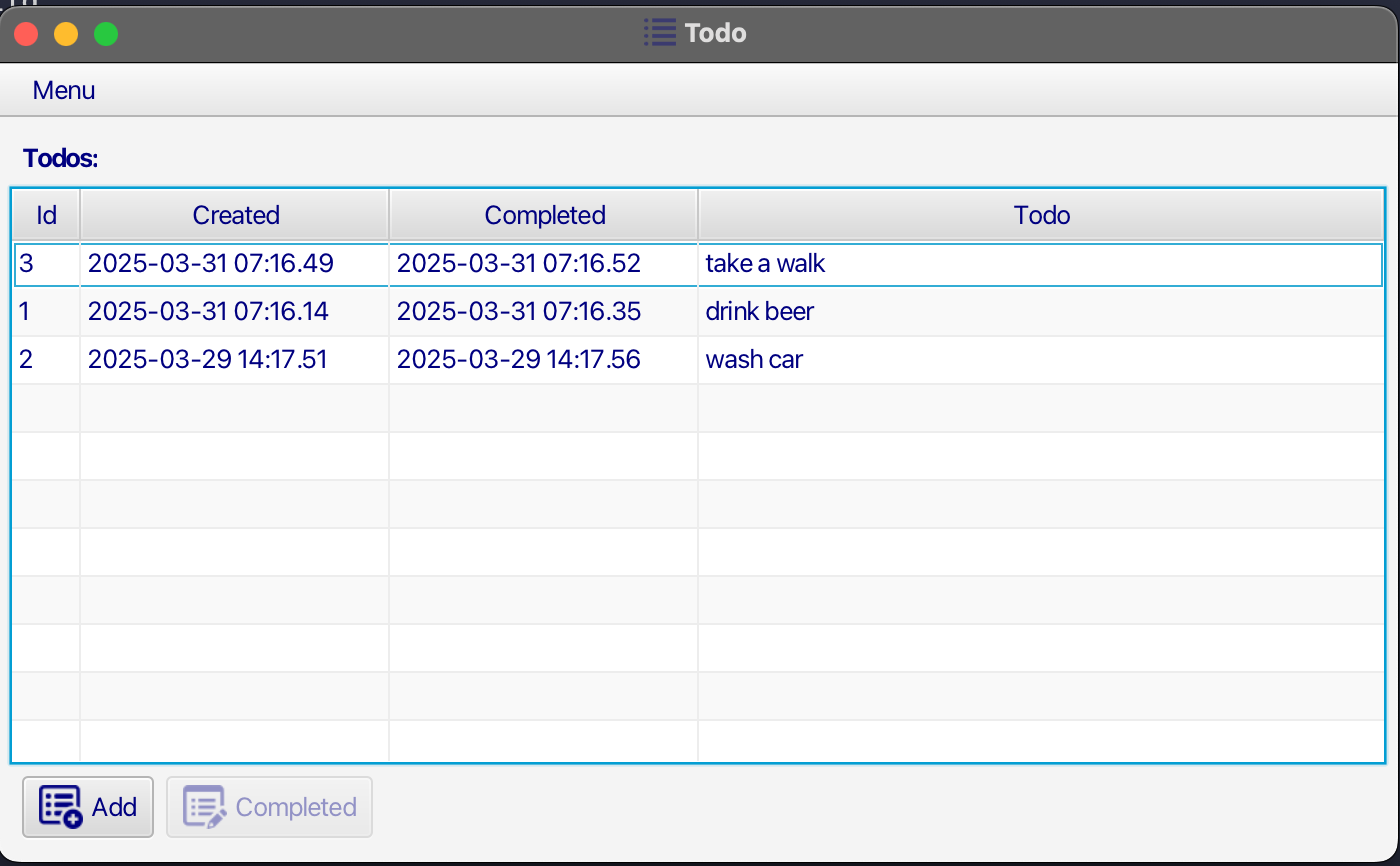 Todo
Menu
Todos:
Id Created Completed Todo
3 2025-03-31 07:16.49 2025-03-31 07:16.52 take a walk
1 2025-03-31 07:16.14 2025-03-31 07:16.35 drink beer
2 2025-03-29 14:17.51 2025-03-29 14:17.56 wash car
Add Completed